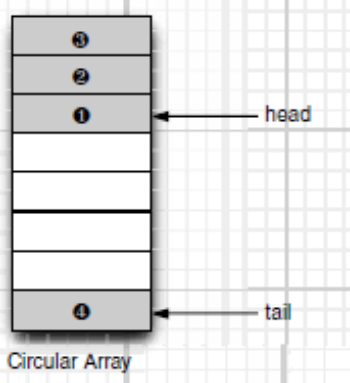 ❸
❷
❶ head
❹ tail
Circular Array